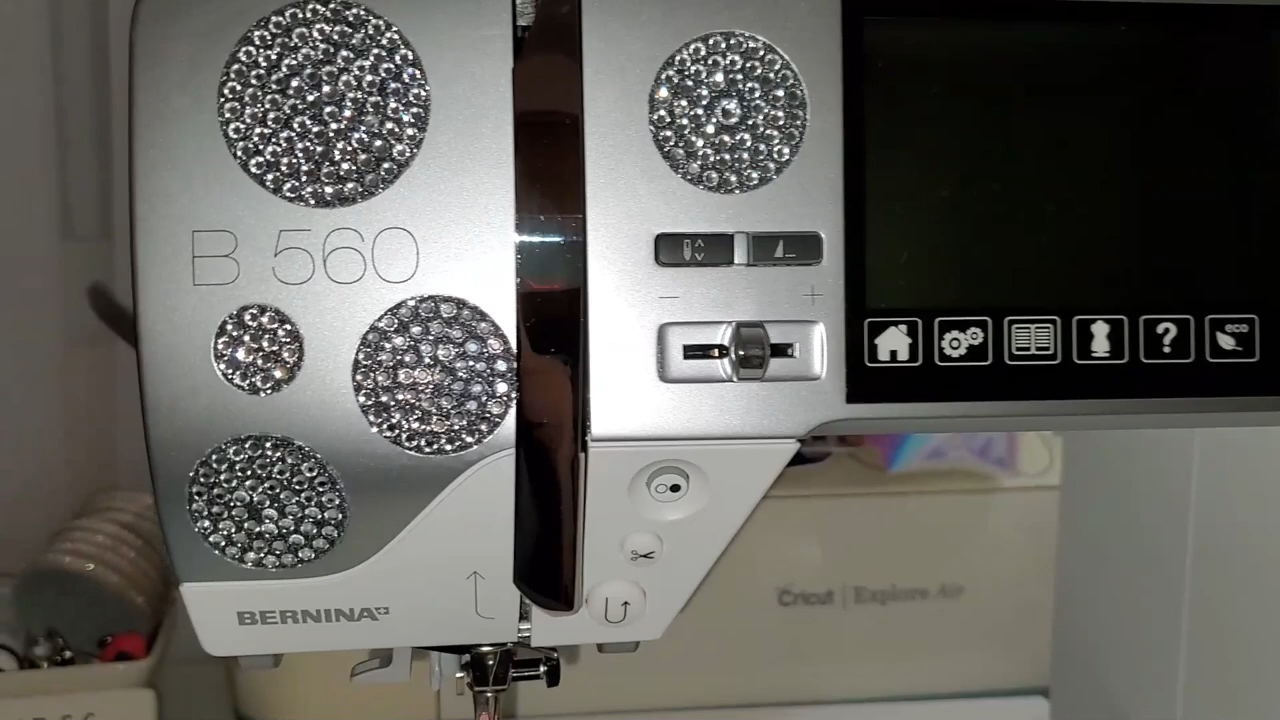 B 560
− +
?
eco
BERNINA
Cricut | Explore Air